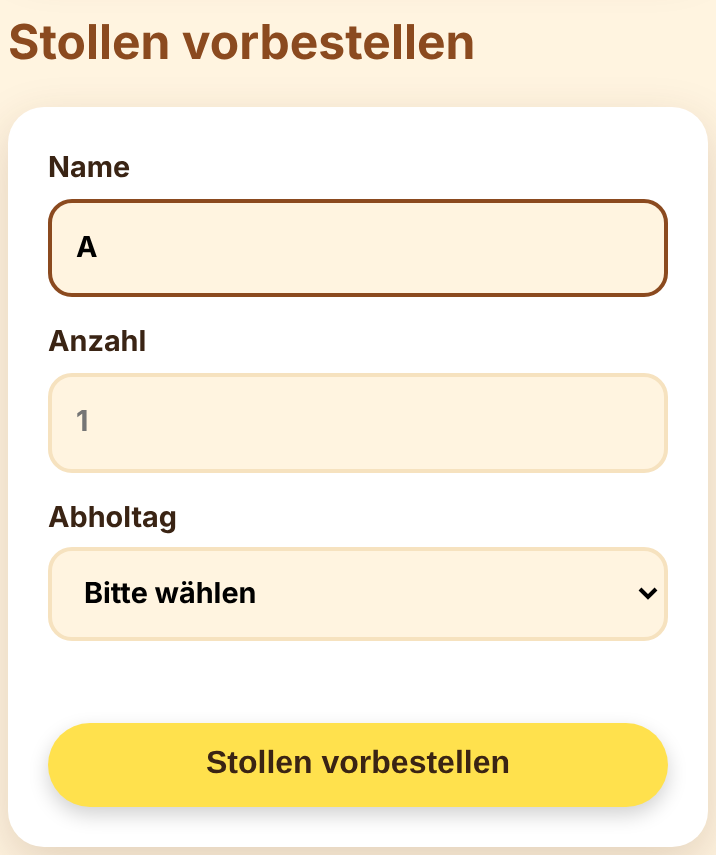 Stollen vorbestellen
Name
A
Anzahl
1
Abholtag
Bitte wählen
Stollen vorbestellen